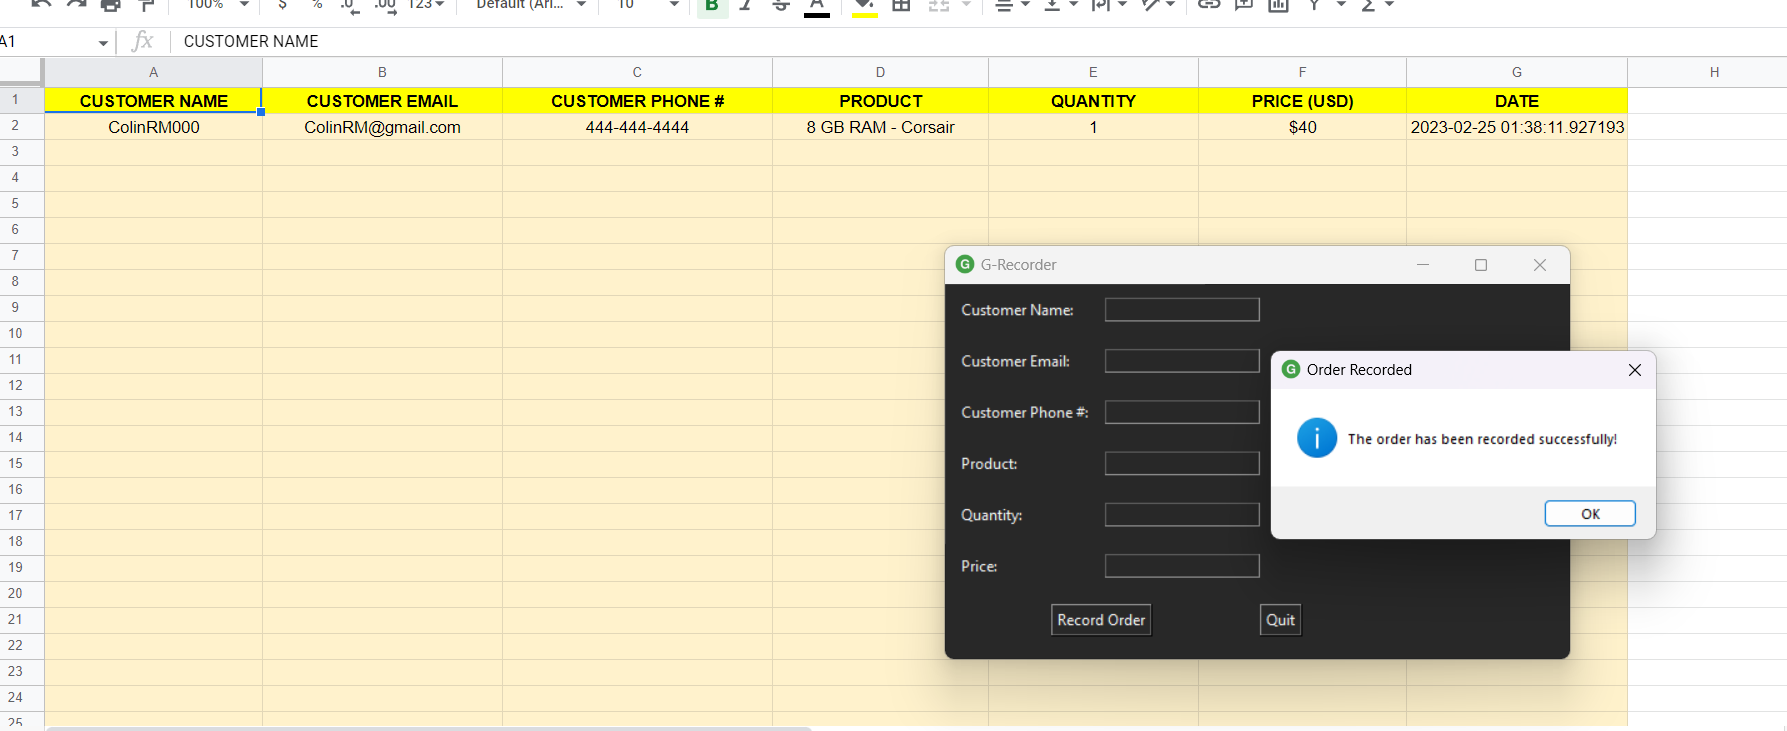 100% $ % .0 .00 123 Default (Ari... 10 B I S A
A1 fx CUSTOMER NAME
A B C D E F G H
1 CUSTOMER NAME CUSTOMER EMAIL CUSTOMER PHONE # PRODUCT QUANTITY PRICE (USD) DATE
2 ColinRM000 ColinRM@gmail.com 444-444-4444 8 GB RAM - Corsair 1 $40 2023-02-25 01:38:11.927193
3
4
5
6
7
8
9
10
11
12
13
14
15
16
17
18
19
20
21
22
23
24
25
G G-Recorder
Customer Name:
Customer Email:
Customer Phone #:
Product:
Quantity:
Price:
Record Order Quit
G Order Recorded
The order has been recorded successfully!
OK